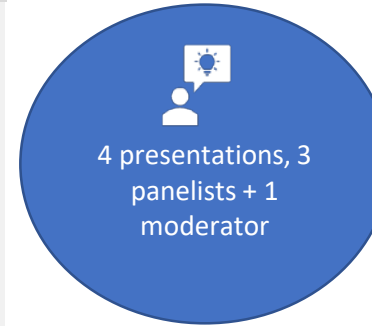 4 presentations, 3
panelists + 1
moderator